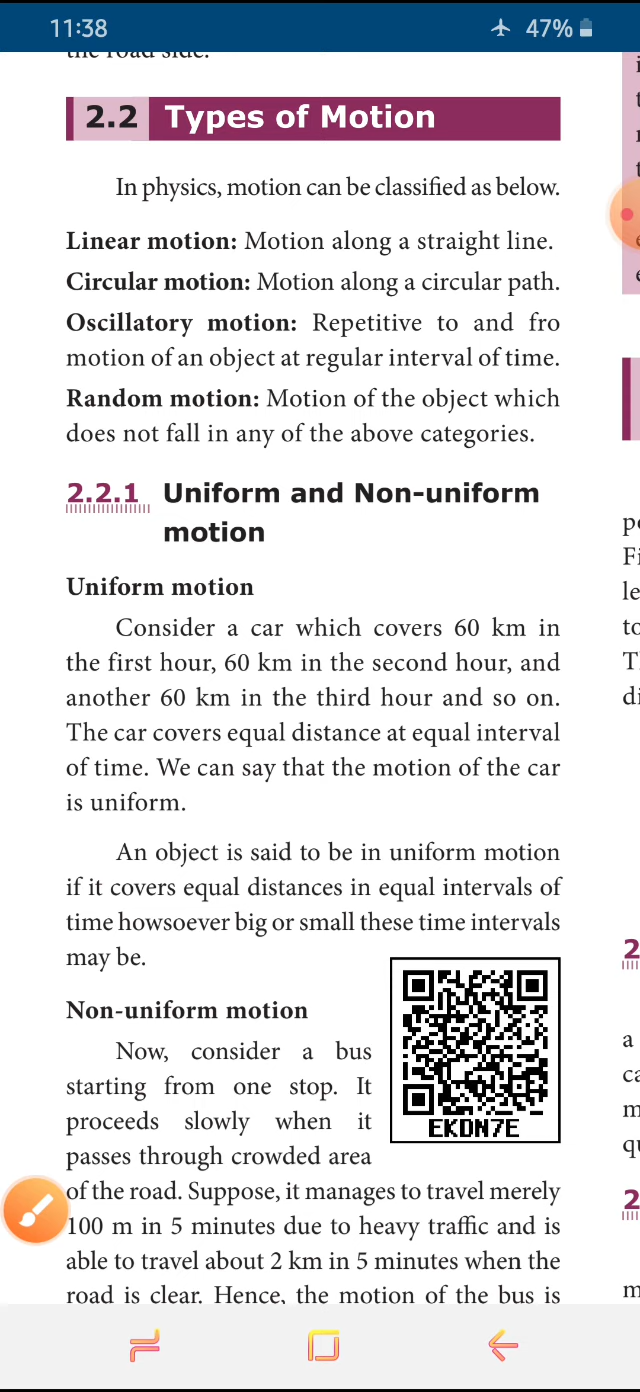 11:38
47%
the road side.
2.2 Types of Motion
In physics, motion can be classified as below.
Linear motion: Motion along a straight line.
Circular motion: Motion along a circular path.
Oscillatory motion: Repetitive to and fro
motion of an object at regular interval of time.
Random motion: Motion of the object which
does not fall in any of the above categories.
2.2.1 Uniform and Non-uniform
motion
Uniform motion
Consider a car which covers 60 km in
the first hour, 60 km in the second hour, and
another 60 km in the third hour and so on.
The car covers equal distance at equal interval
of time. We can say that the motion of the car
is uniform.
An object is said to be in uniform motion
if it covers equal distances in equal intervals of
time howsoever big or small these time intervals
may be.
Non-uniform motion
Now, consider a bus
starting from one stop. It
proceeds slowly when it
passes through crowded area
EKDN7E
of the road. Suppose, it manages to travel merely
100 m in 5 minutes due to heavy traffic and is
able to travel about 2 km in 5 minutes when the
road is clear. Hence, the motion of the bus is